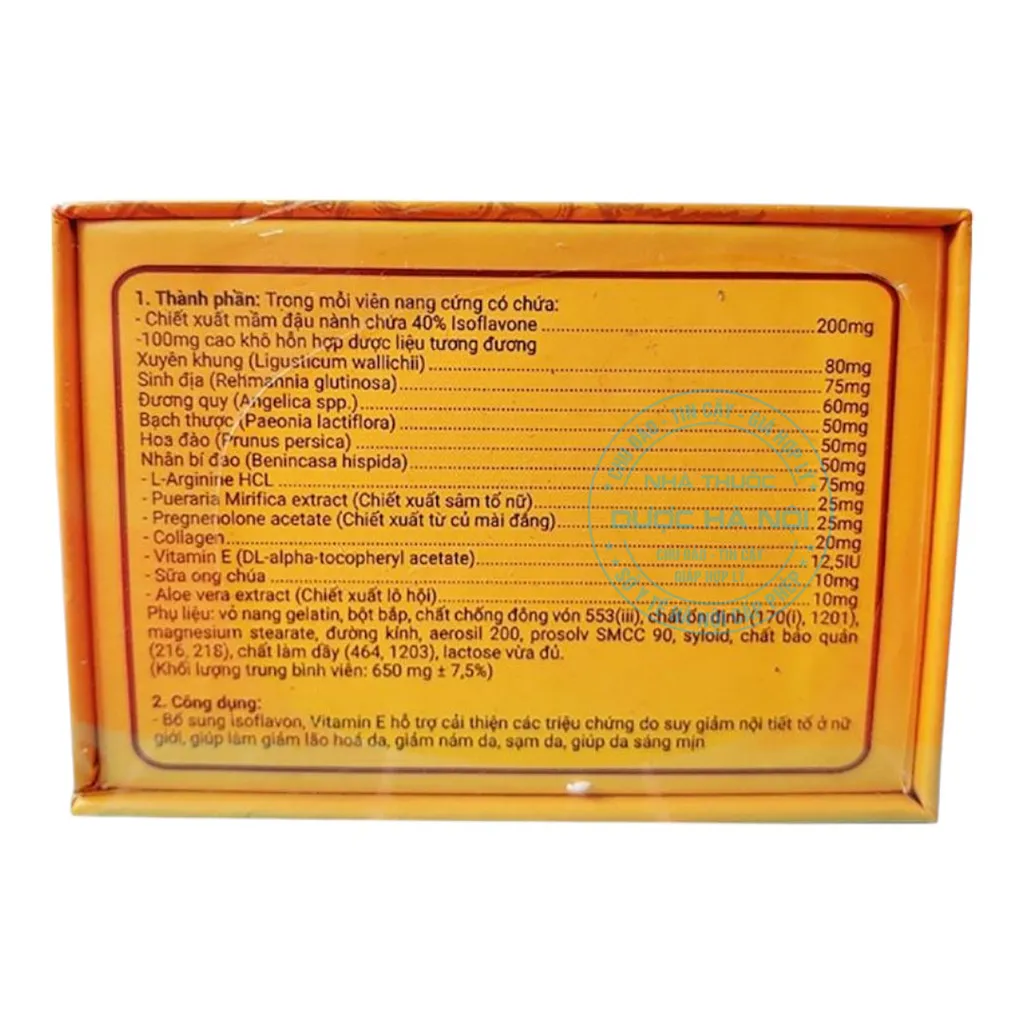 1. Thành phần: Trong mỗi viên nang cứng có chứa:
- Chiết xuất mầm đậu nành chứa 40% Isoflavone ........ 200mg
-100mg cao khô hỗn hợp dược liệu tương đương
Xuyên khung (Ligusticum wallichii) ........ 80mg
Sinh địa (Rehmannia glutinosa) ........ 75mg
Đương quy (Angelica spp.) ........ 60mg
Bạch thược (Paeonia lactiflora) ........ 50mg
Hoa đào (Prunus persica) ........ 50mg
Nhân bí đao (Benincasa hispida) ........ 50mg
- L-Arginine HCL ........ 75mg
- Pueraria Mirifica extract (Chiết xuất sâm tố nữ) ........ 25mg
- Pregnenolone acetate (Chiết xuất từ củ mài đắng) ........ 25mg
- Collagen ........ 20mg
- Vitamin E (DL-alpha-tocopheryl acetate) ........ 12,5IU
- Sữa ong chúa ........ 10mg
- Aloe vera extract (Chiết xuất lô hội) ........ 10mg
Phụ liệu: vỏ nang gelatin, bột bắp, chất chống đông vón 553(iii), chất ổn định (170(i), 1201),
magnesium stearate, đường kính, aerosil 200, prosolv SMCC 90, syloid, chất bảo quản
(216, 218), chất làm dầy (464, 1203), lactose vừa đủ.
(Khối lượng trung bình viên: 650 mg ± 7,5%)
2. Công dụng:
- Bổ sung isoflavon, Vitamin E hỗ trợ cải thiện các triệu chứng do suy giảm nội tiết tố ở nữ
giới, giúp làm giảm lão hoá da, giảm nám da, sạm da, giúp da sáng mịn
NHÀ THUỐC
DƯỢC HÀ NỘI